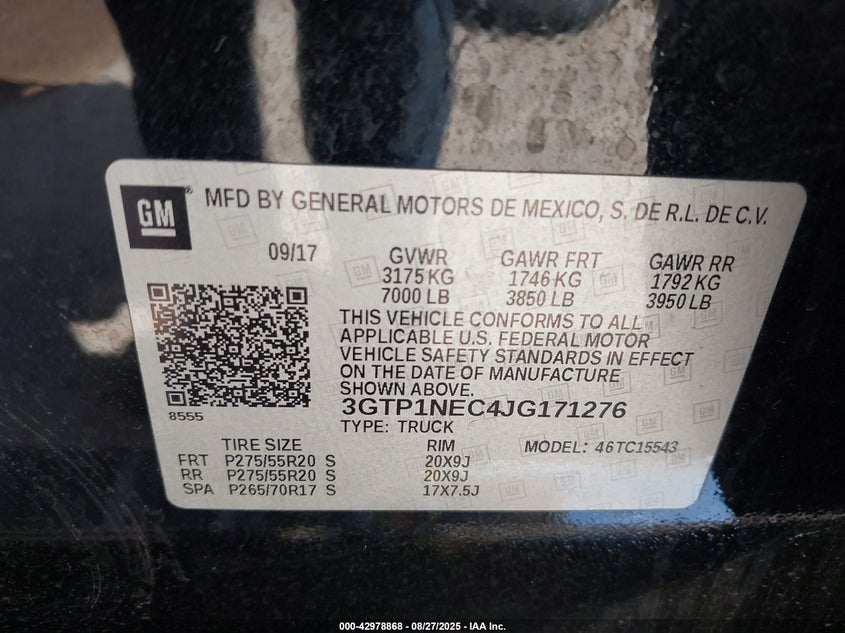 GM ® MFD BY GENERAL MOTORS DE MEXICO, S. DE R.L. DE C.V.
09/17 GVWR GAWR FRT GAWR RR
3175 KG 1746 KG 1792 KG
7000 LB 3850 LB 3950 LB
THIS VEHICLE CONFORMS TO ALL
APPLICABLE U.S. FEDERAL MOTOR
VEHICLE SAFETY STANDARDS IN EFFECT
ON THE DATE OF MANUFACTURE
SHOWN ABOVE.
8555 3GTP1NEC4JG171276
TYPE: TRUCK
TIRE SIZE RIM MODEL: 46TC15543
FRT P275/55R20 S 20X9J
RR P275/55R20 S 20X9J
SPA P265/70R17 S 17X7.5J
000-42978868 - 08/27/2025 - IAA Inc.